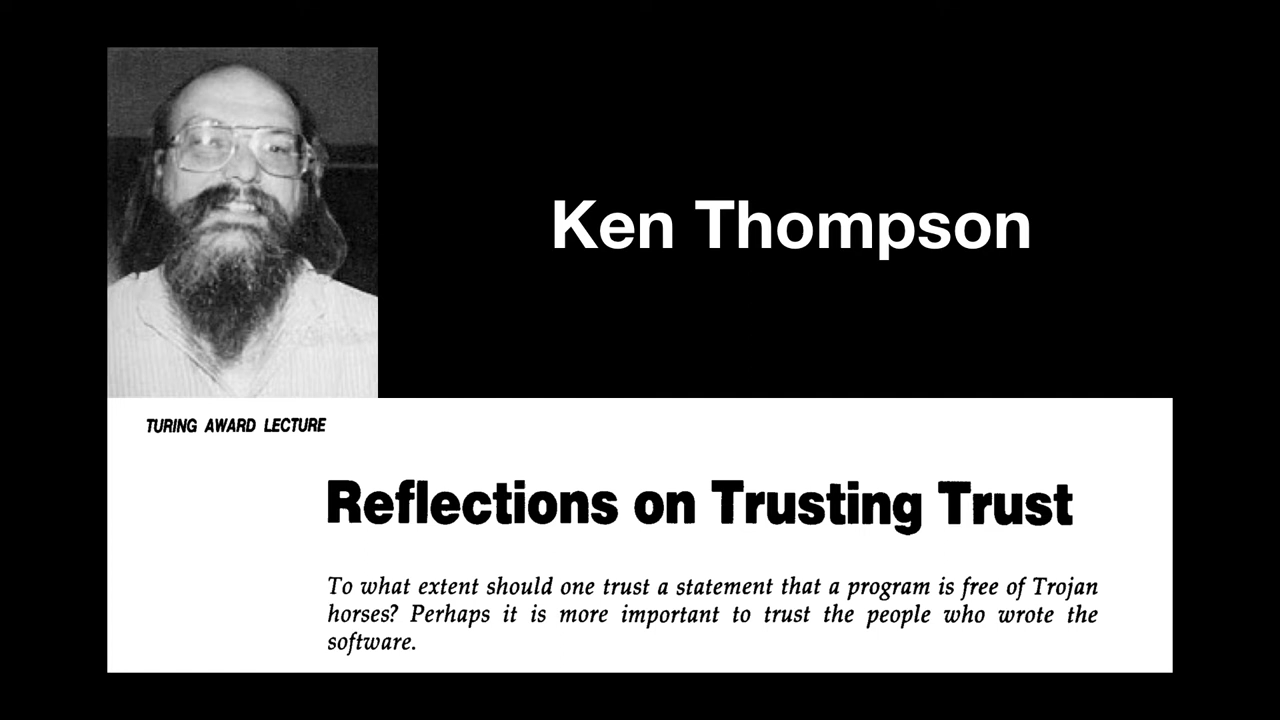 Ken Thompson
TURING AWARD LECTURE
Reflections on Trusting Trust
To what extent should one trust a statement that a program is free of Trojan
horses? Perhaps it is more important to trust the people who wrote the
software.